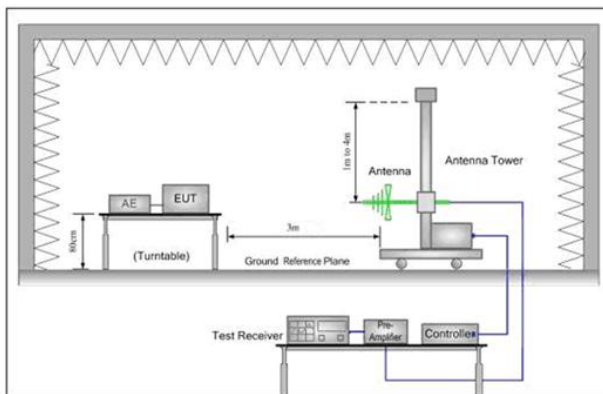 1m to 4m
Antenna
Antenna Tower
AE
EUT
80cm
(Turntable)
3m
Ground Reference Plane
Test Receiver
Pre-
Amplifier
Controller